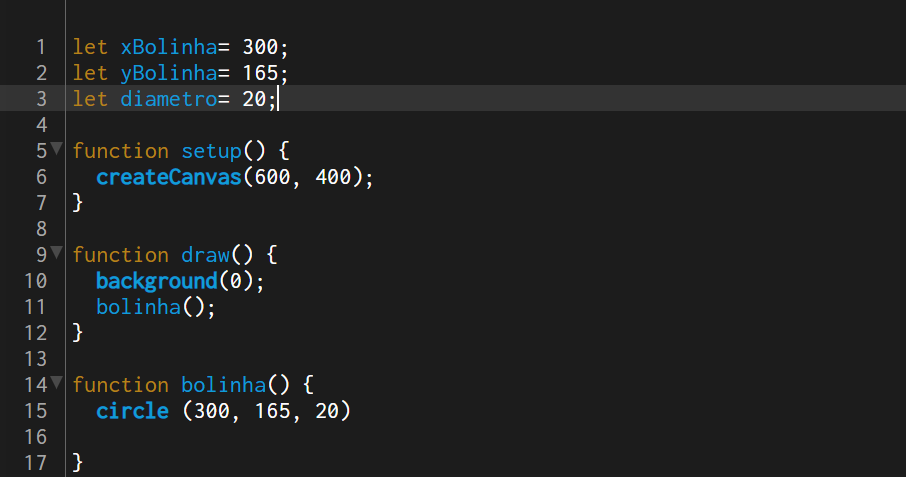 1 let xBolinha= 300;
2 let yBolinha= 165;
3 let diametro= 20;
4
5 function setup() {
6   createCanvas(600, 400);
7 }
8
9 function draw() {
10   background(0);
11   bolinha();
12 }
13
14 function bolinha() {
15   circle (300, 165, 20)
16
17 }